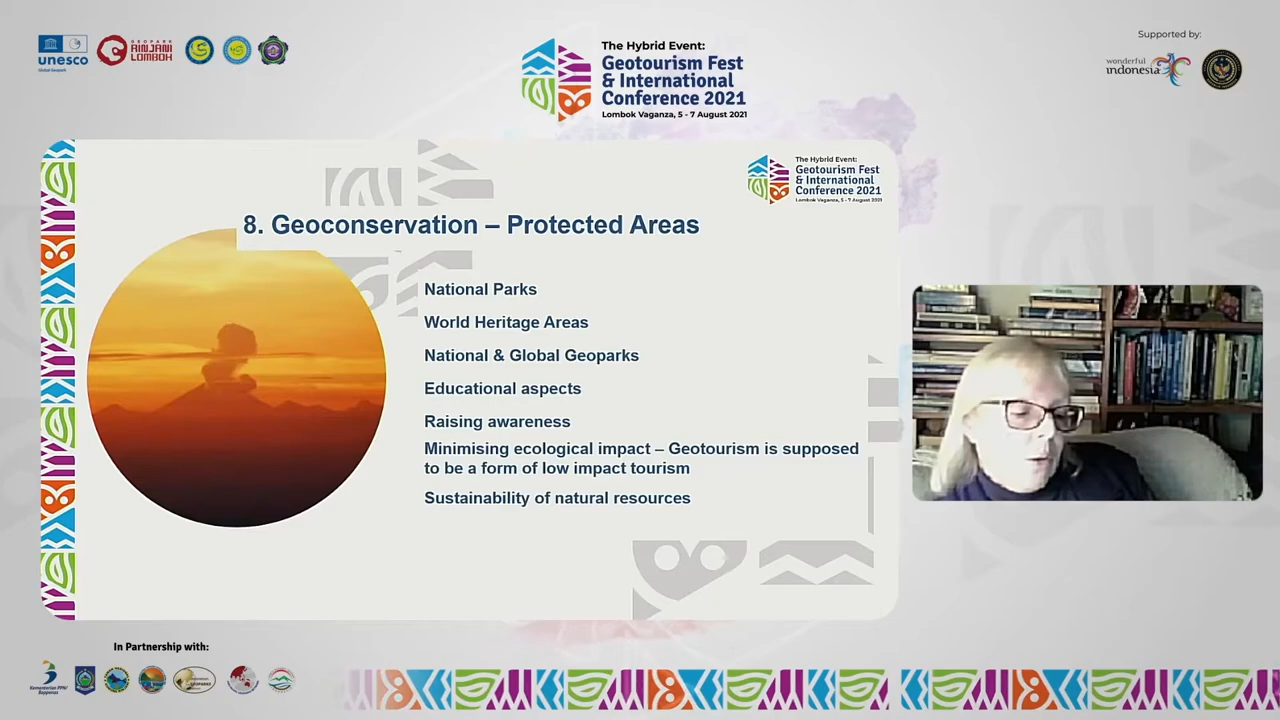 unesco
Global Geopark
GEOPARK
RINJANI
LOMBOK
The Hybrid Event:
Geotourism Fest
& International
Conference 2021
Lombok Vaganza, 5 - 7 August 2021
Supported by:
wonderful
indonesia
The Hybrid Event:
Geotourism Fest
& International
Conference 2021
Lombok Vaganza, 5 - 7 August 2021
8. Geoconservation – Protected Areas
National Parks
World Heritage Areas
National & Global Geoparks
Educational aspects
Raising awareness
Minimising ecological impact – Geotourism is supposed
to be a form of low impact tourism
Sustainability of natural resources
In Partnership with:
Kementerian PPN/
Bappenas